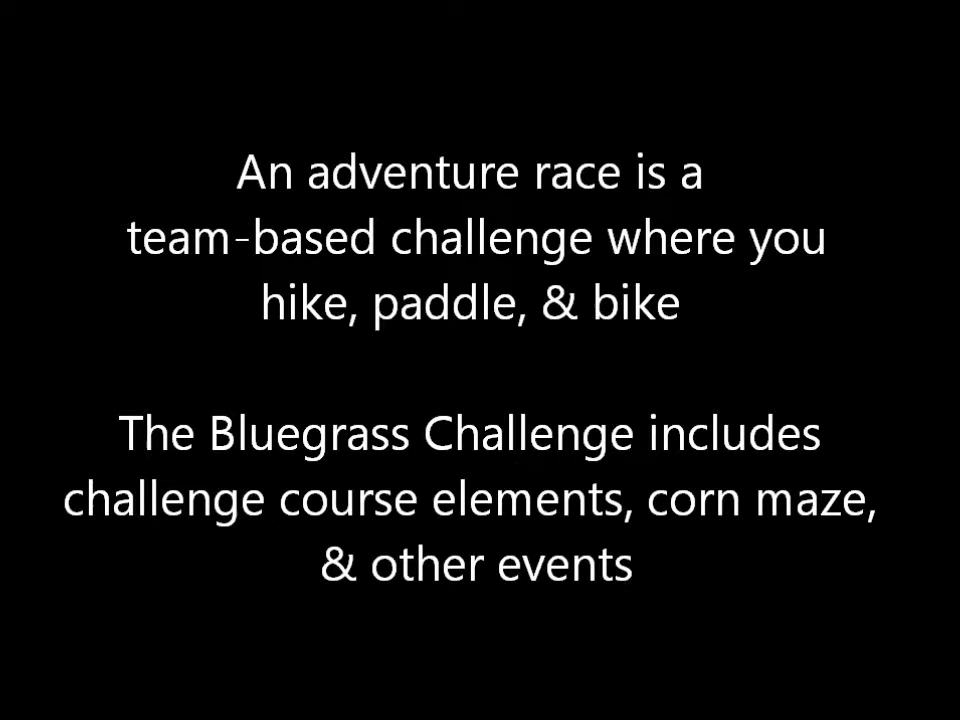 An adventure race is a
team-based challenge where you
hike, paddle, & bike
The Bluegrass Challenge includes
challenge course elements, corn maze,
& other events